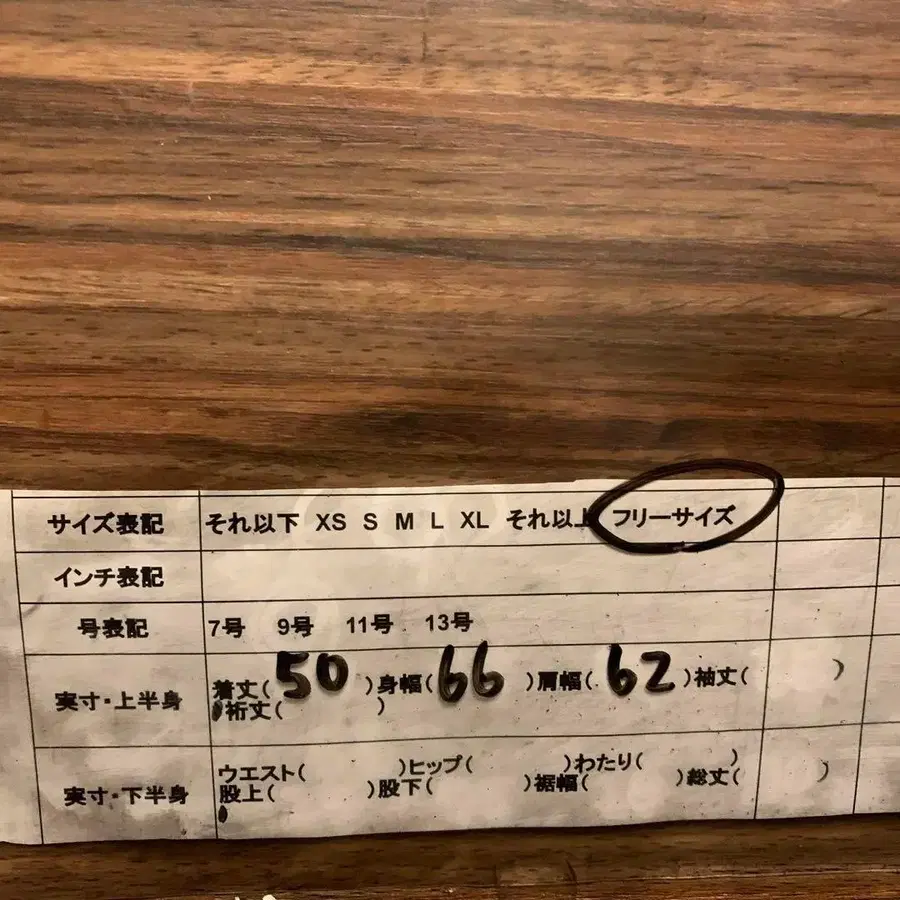 サイズ表記 それ以下 XS S M L XL それ以上 フリーサイズ
インチ表記
号表記 7号 9号 11号 13号
実寸・上半身 着丈( 50 )身幅( 66 )肩幅( 62 )袖丈( )
裄丈( )
実寸・下半身 ウエスト( )ヒップ( )わたり( )
股上( )股下( )裾幅( )総丈( )